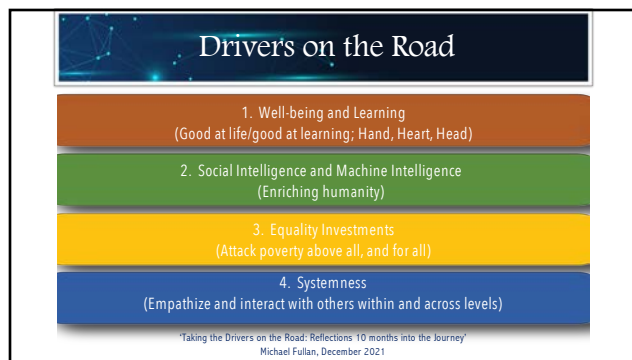 Drivers on the Road
1. Well-being and Learning
(Good at life/good at learning; Hand, Heart, Head)
2. Social Intelligence and Machine Intelligence
(Enriching humanity)
3. Equality Investments
(Attack poverty above all, and for all)
4. Systemness
(Empathize and interact with others within and across levels)
'Taking the Drivers on the Road: Reflections 10 months into the Journey'
Michael Fullan, December 2021